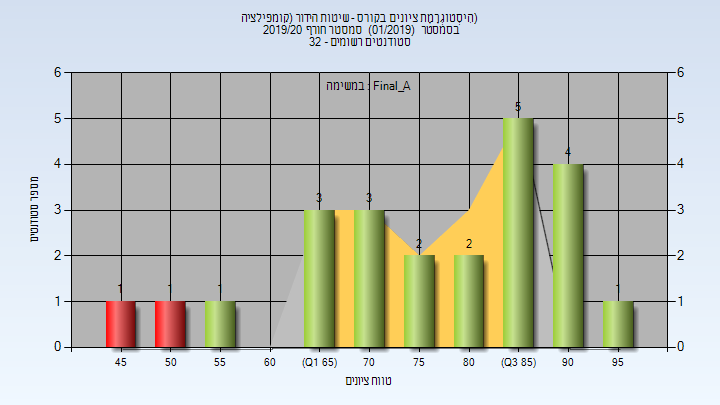 היסטוגרמת ציונים בקורס - שיטות הידור (קומפילציה)
בסמסטר (01/2019) סמסטר חורף 2019/20
סטודנטים רשומים - 32
במשימה : Final_A
6 6
5 5
4 4
3 3
2 2
1 1
0 0
מספר סטודנטים
1 1 1 3 3 2 2 5 4 1
45 50 55 60 (Q1 65) 70 75 80 (Q3 85) 90 95
טווח ציונים